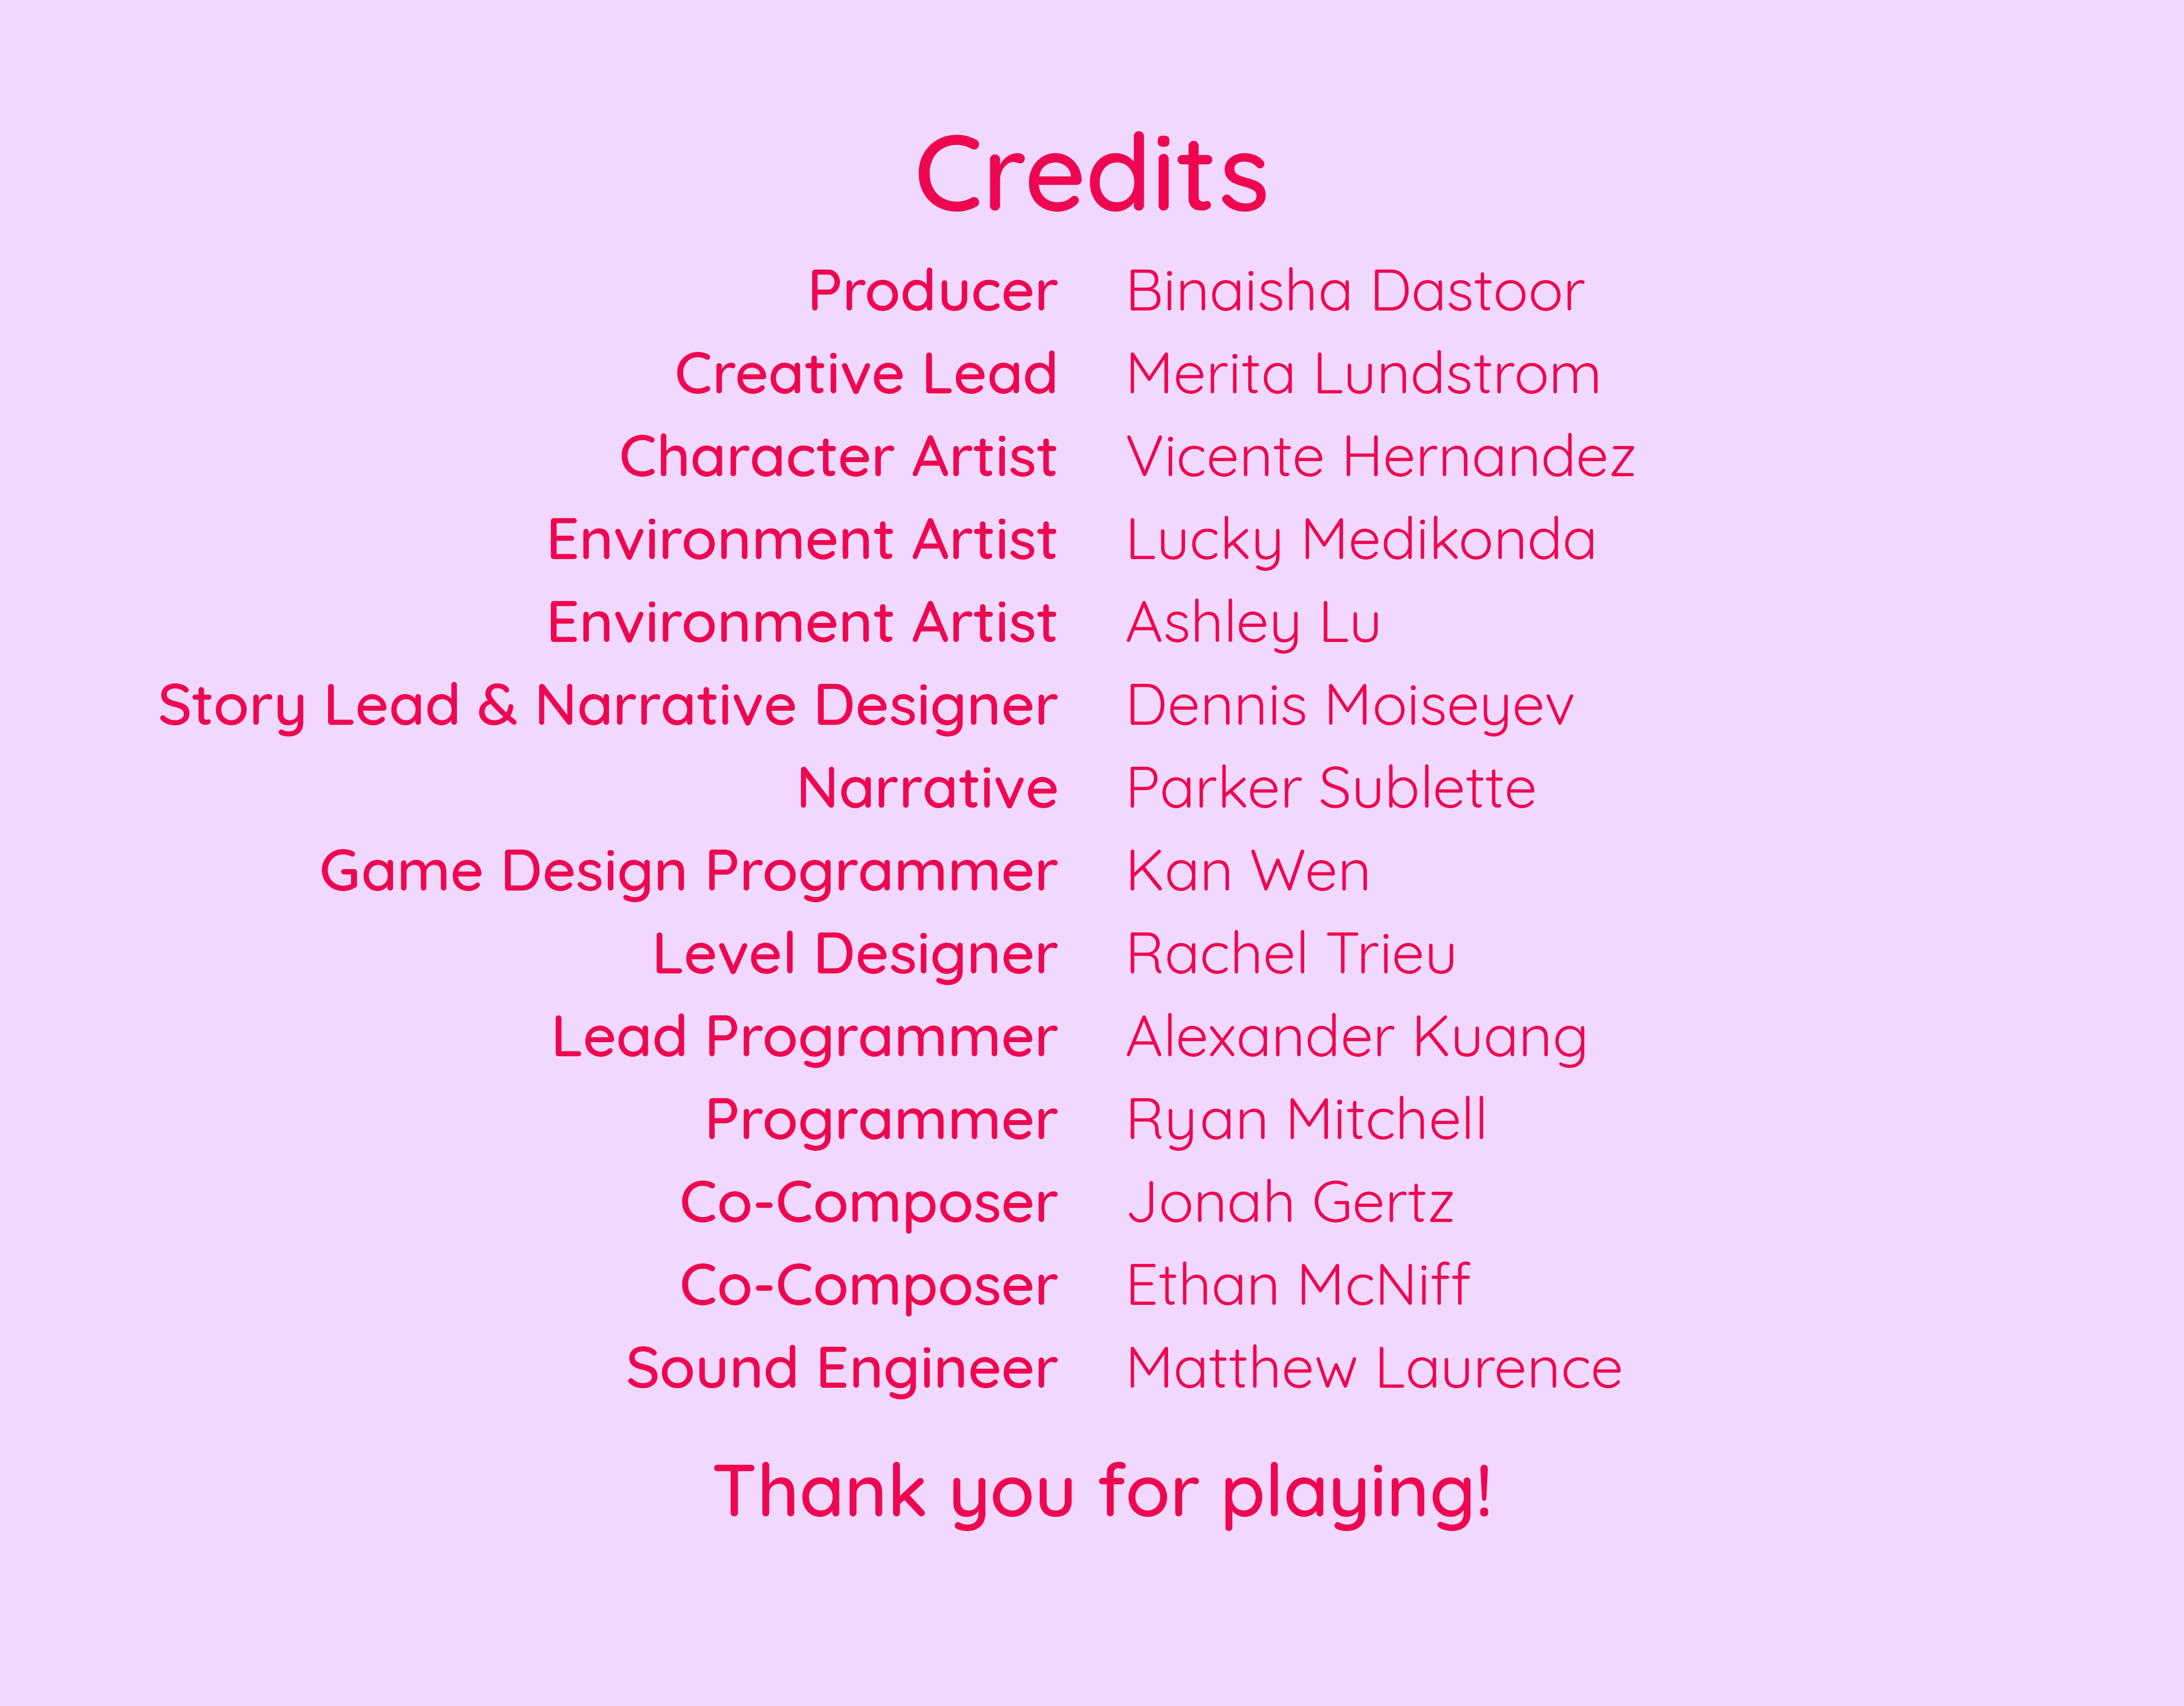 Credits
Producer Binaisha Dastoor
Creative Lead Merita Lundstrom
Character Artist Vicente Hernandez
Environment Artist Lucky Medikonda
Environment Artist Ashley Lu
Story Lead & Narrative Designer Dennis Moiseyev
Narrative Parker Sublette
Game Design Programmer Kan Wen
Level Designer Rachel Trieu
Lead Programmer Alexander Kuang
Programmer Ryan Mitchell
Co-Composer Jonah Gertz
Co-Composer Ethan McNiff
Sound Engineer Matthew Laurence
Thank you for playing!